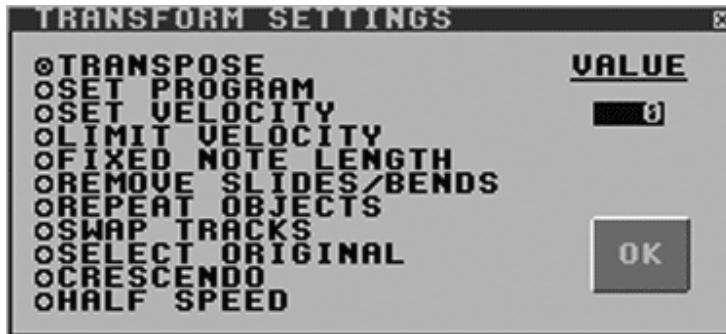 TRANSFORM SETTINGS
TRANSPOSE
SET PROGRAM
SET VELOCITY
LIMIT VELOCITY
FIXED NOTE LENGTH
REMOVE SLIDES/BENDS
REPEAT OBJECTS
SWAP TRACKS
SELECT ORIGINAL
CRESCENDO
HALF SPEED
VALUE
0
OK